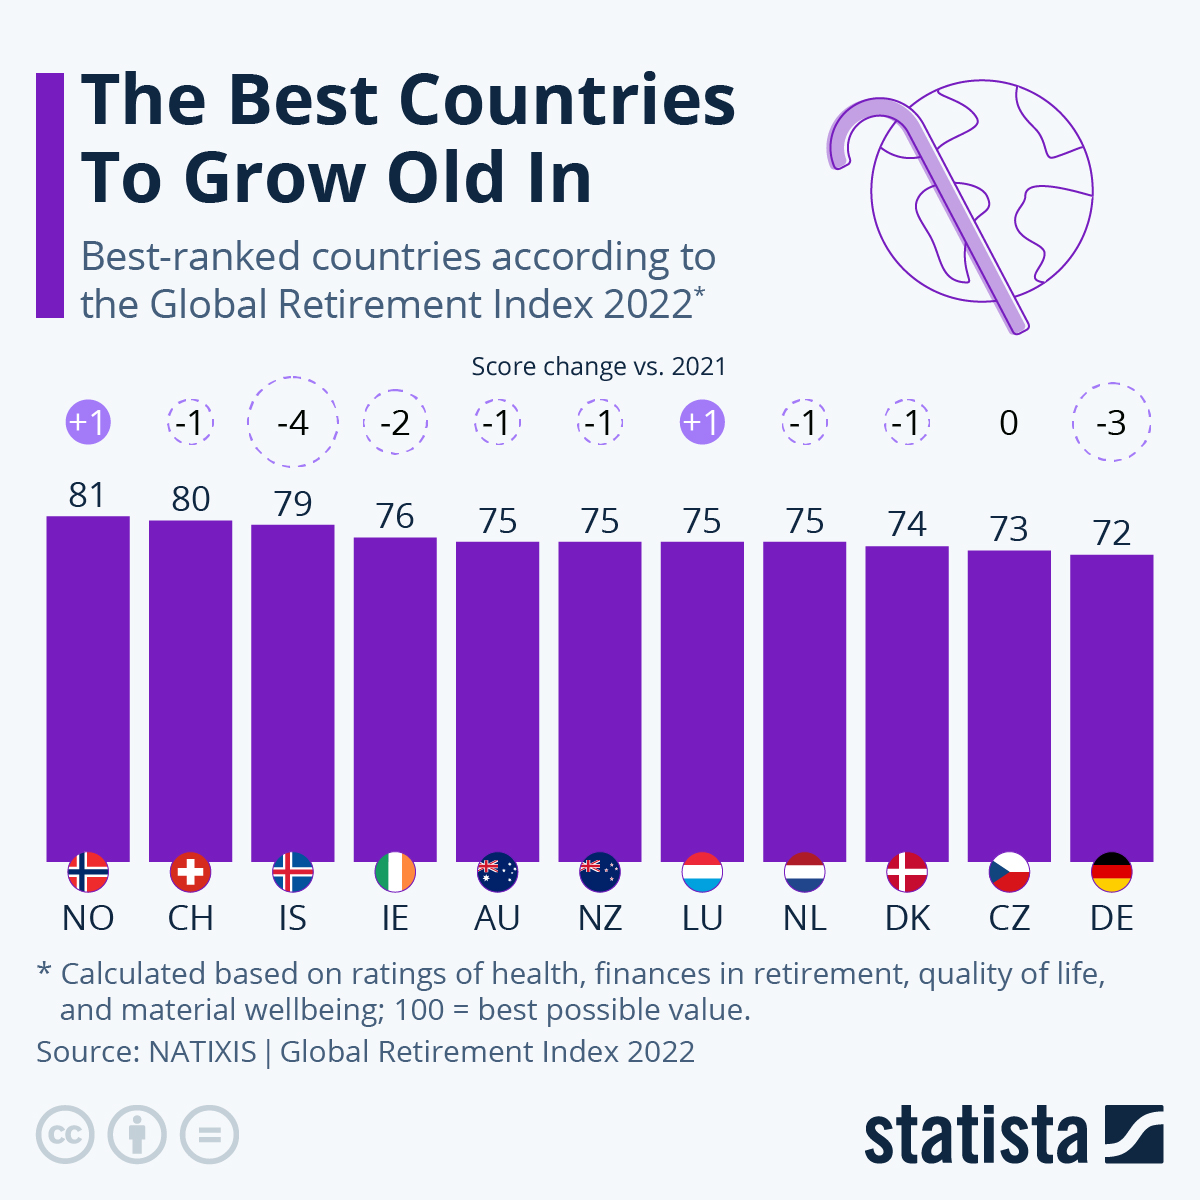 The Best Countries
To Grow Old In
Best-ranked countries according to
the Global Retirement Index 2022*
Score change vs. 2021
+1 -1 -4 -2 -1 -1 +1 -1 -1 0 -3
81 80 79 76 75 75 75 75 74 73 72
NO CH IS IE AU NZ LU NL DK CZ DE
* Calculated based on ratings of health, finances in retirement, quality of life,
and material wellbeing; 100 = best possible value.
Source: NATIXIS | Global Retirement Index 2022
cc =
statista